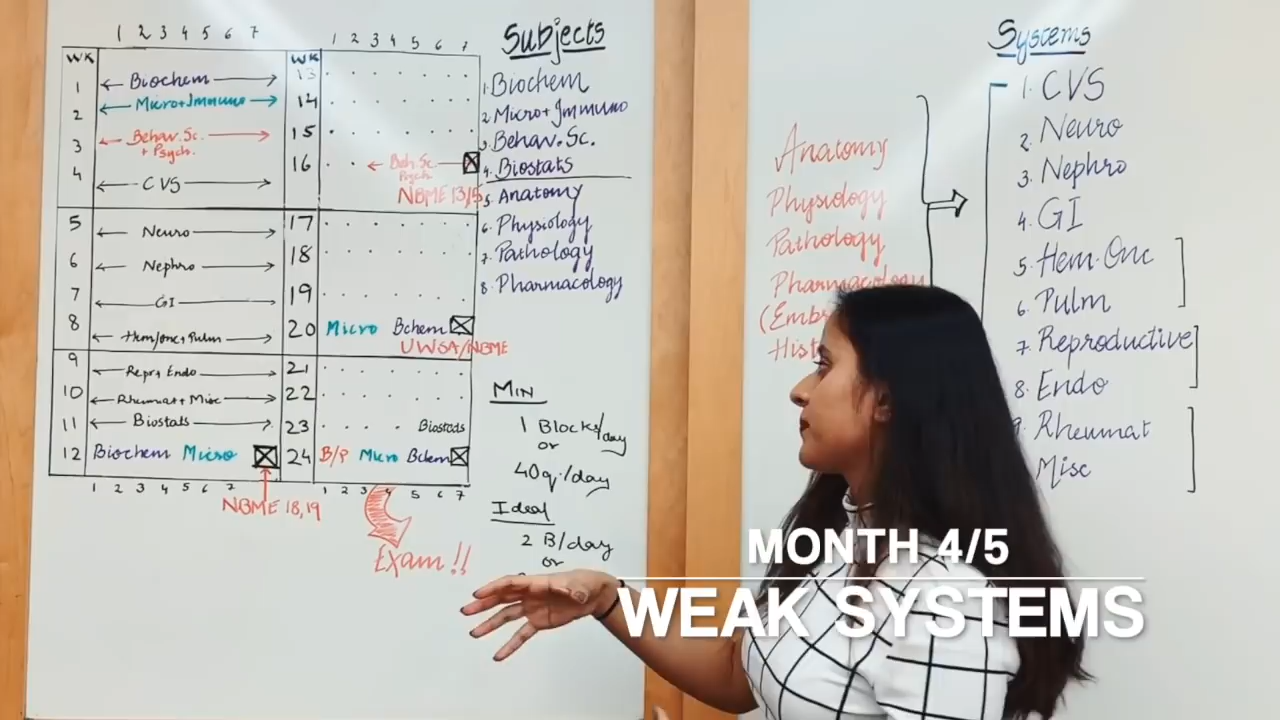 1 2 3 4 5 6 7
WK
1 Biochem
2 Micro+Immuno
3 Behav. Sc.
+ Psych.
4 CVS
5 Neuro
6 Nephro
7 GI
8 Hem/onc+Pulm
9 Repr+Endo
10 Rheumat+Misc
11 Biostats
12 Biochem Micro
1 2 3 4 5 6 7
NBME 18,19
1 2 3 4 5 6 7
WK
13
14
15
16 Beh.Sc.
Psych
NBME 13/15
17
18
19
20 Micro Bchem
UWSA/NBME
21
22
23 Biostads
24 B/P Micro Bchem
1 2 3 4 5 6 7
Exam !!
Subjects
1. Biochem
2 Micro+Immuno
3 Behav. Sc.
4. Biostats
5. Anatomy
6. Physiology
7. Pathology
8. Pharmacology
MIN
1 Blocks/day
or
40q./day
Ideal
2 B/day
or
Anatomy
Physiology
Pathology
Pharmacology
Systems
1. CVS
2. Neuro
3. Nephro
4. GI
5. Hem-Onc
6. Pulm
7. Reproductive
8. Endo
9. Rheumat
Misc
MONTH 4/5
WEAK SYSTEMS